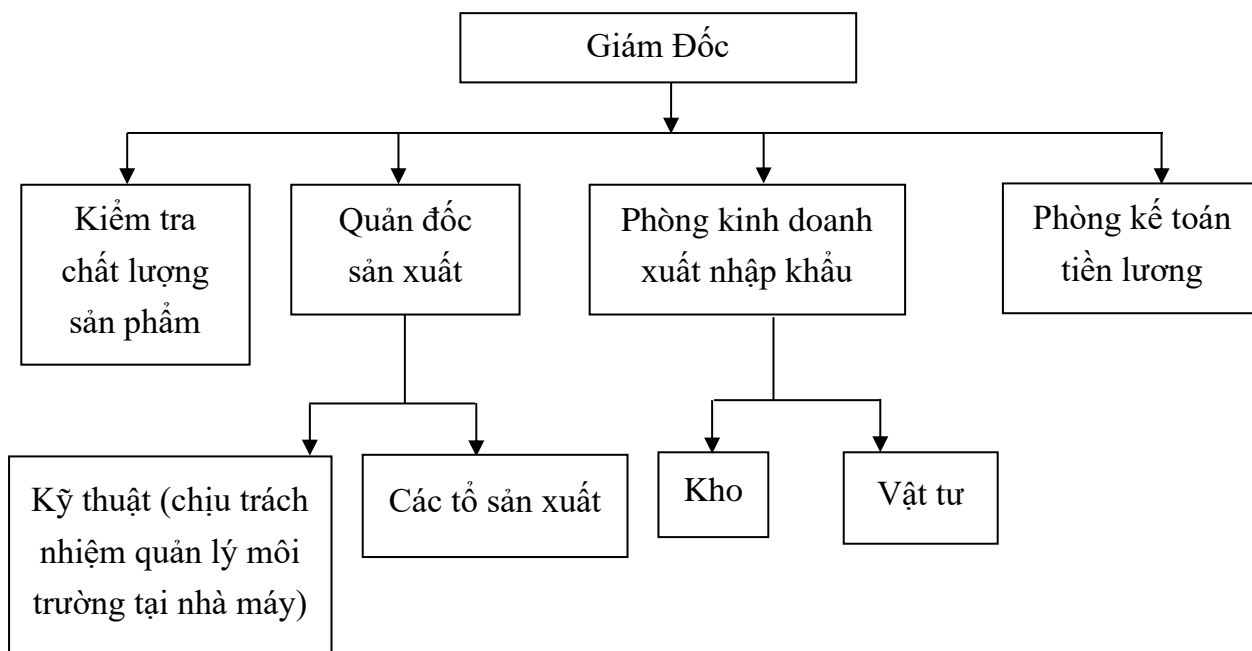 Giám Đốc
Kiểm tra
chất lượng
sản phẩm
Quản đốc
sản xuất
Phòng kinh doanh
xuất nhập khẩu
Phòng kế toán
tiền lương
Kỹ thuật (chịu trách
nhiệm quản lý môi
trường tại nhà máy)
Các tổ sản xuất
Kho
Vật tư